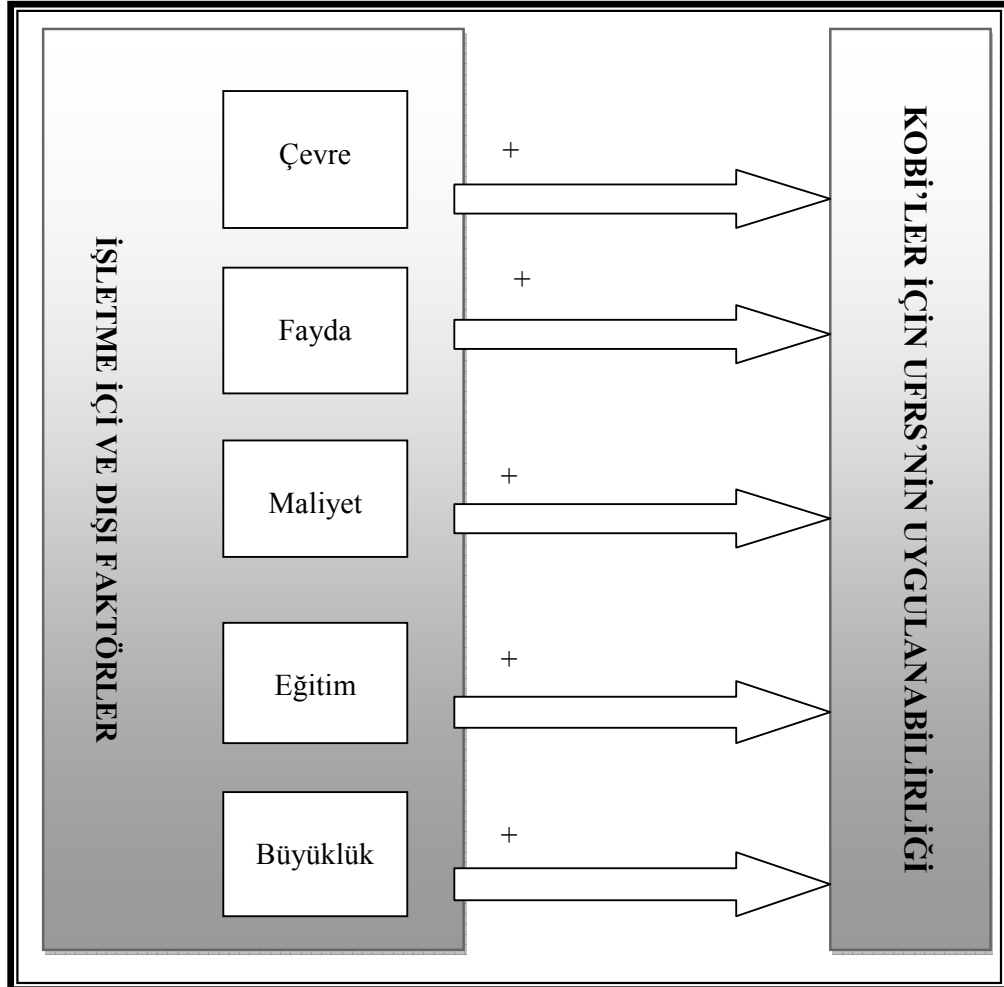 İŞLETME İÇİ VE DIŞI FAKTÖRLER
Çevre
+
Fayda
+
Maliyet
+
Eğitim
+
Büyüklük
+
KOBİ’LER İÇİN UFRS’NİN UYGULANABİLİRLİĞİ